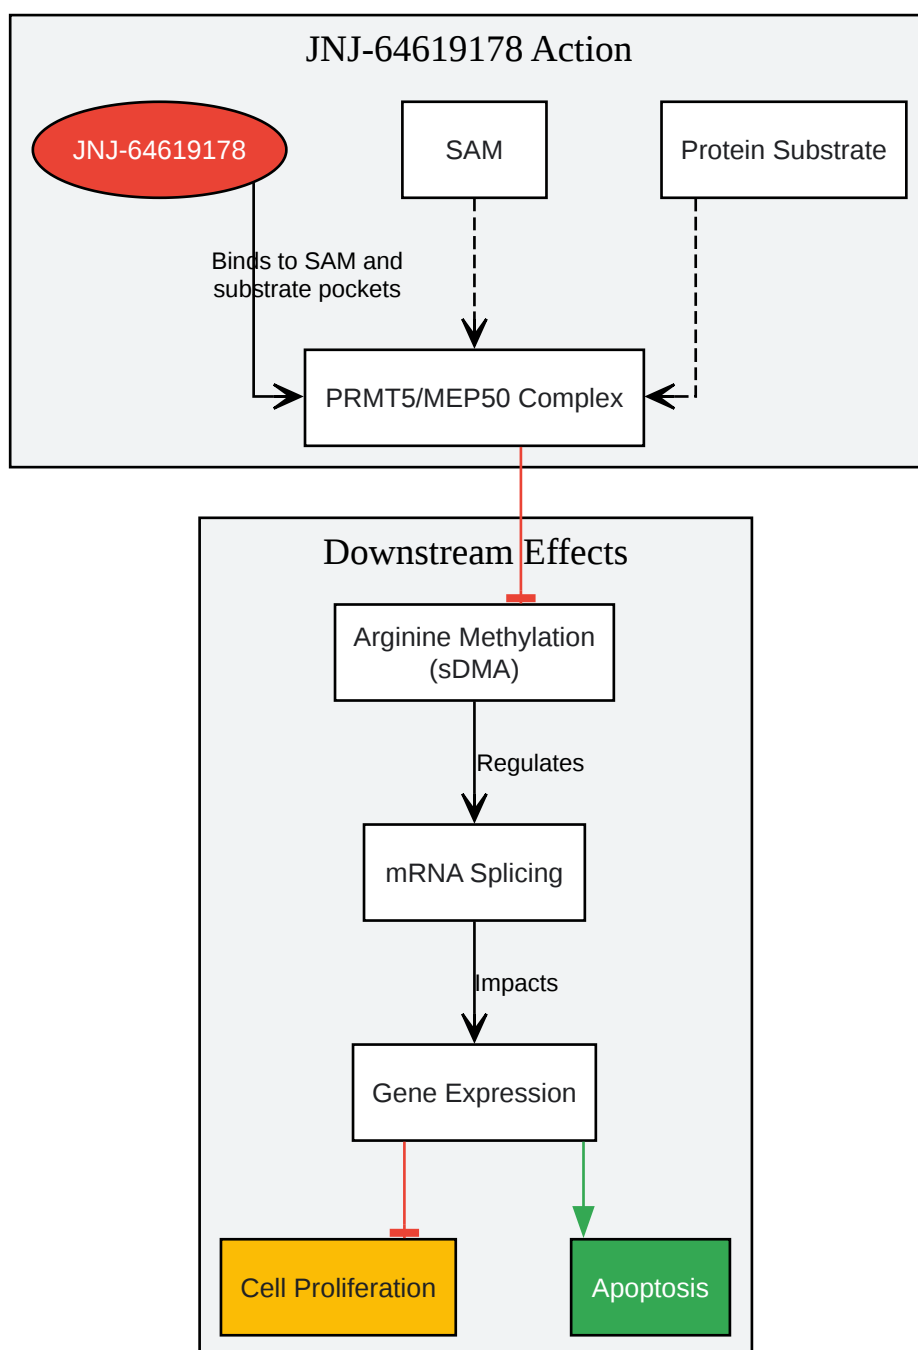 JNJ-64619178 Action
JNJ-64619178
SAM
Protein Substrate
Binds to SAM and
substrate pockets
PRMT5/MEP50 Complex
Downstream Effects
Arginine Methylation
(sDMA)
Regulates
mRNA Splicing
Impacts
Gene Expression
Cell Proliferation
Apoptosis